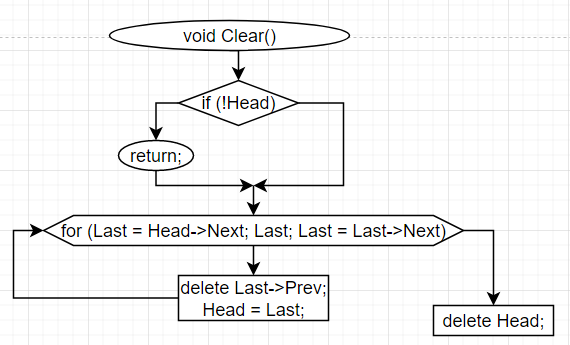 void Clear()
if (!Head)
return;
for (Last = Head->Next; Last; Last = Last->Next)
delete Last->Prev;
Head = Last;
delete Head;